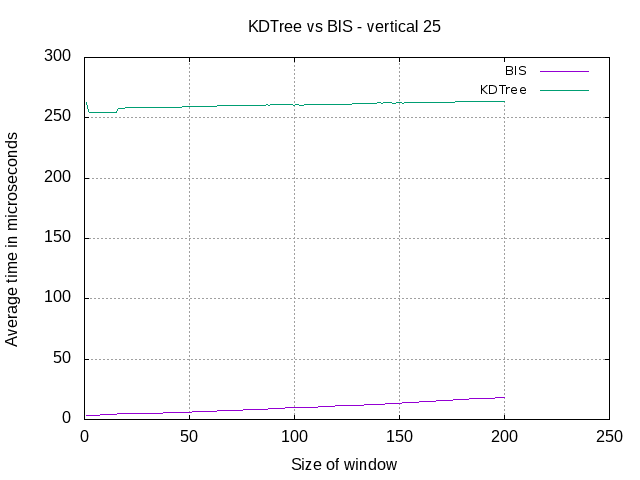 KDTree vs BIS - vertical 25
300
250
200
150
100
50
0
0 50 100 150 200 250
Average time in microseconds
Size of window
BIS
KDTree